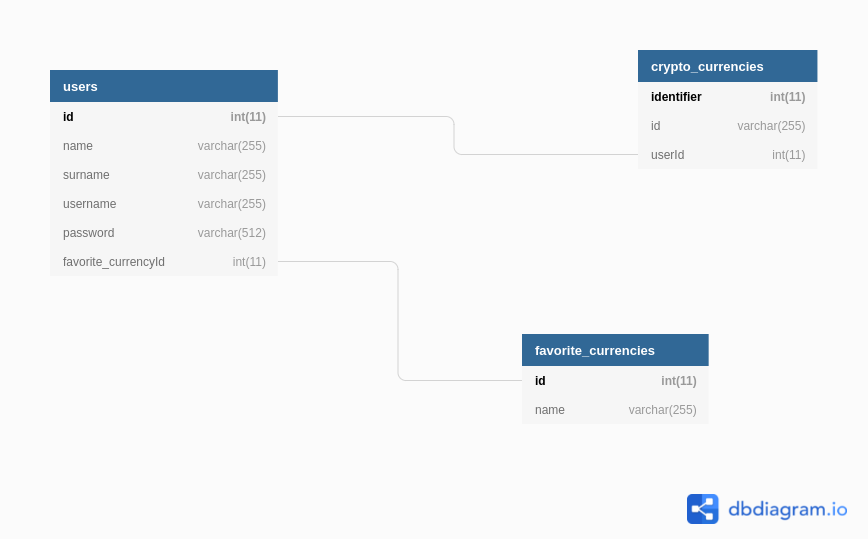 users
id int(11)
name varchar(255)
surname varchar(255)
username varchar(255)
password varchar(512)
favorite_currencyId int(11)
crypto_currencies
identifier int(11)
id varchar(255)
userId int(11)
favorite_currencies
id int(11)
name varchar(255)
dbdiagram.io